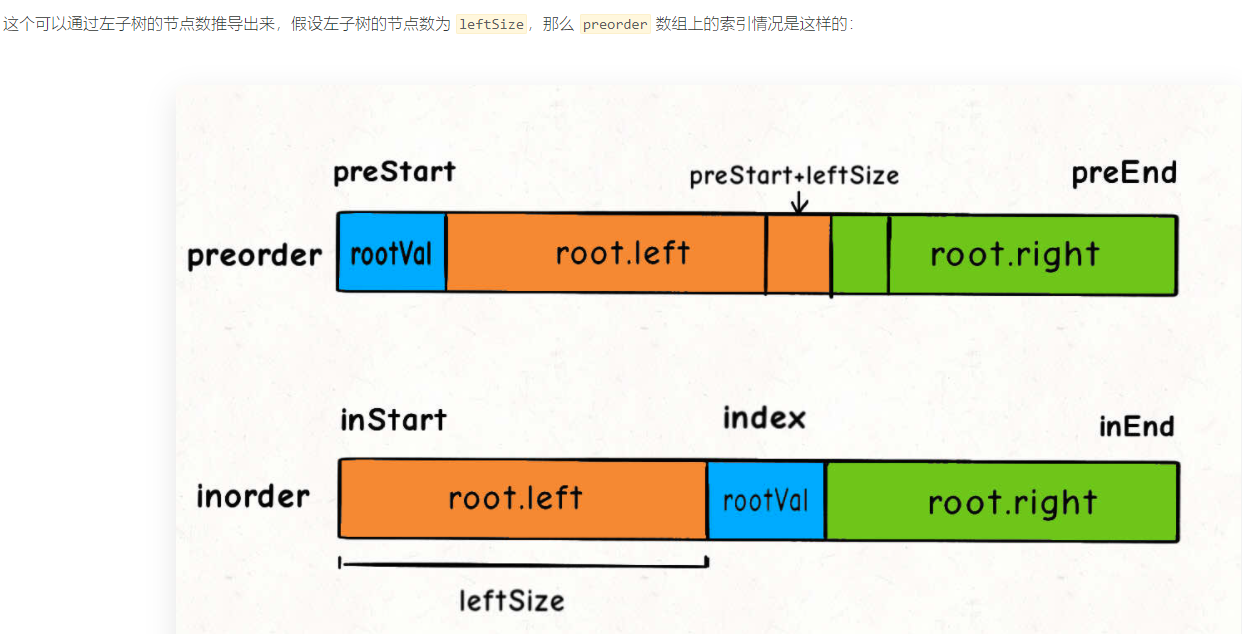 这个可以通过左子树的节点数推导出来，假设左子树的节点数为 leftSize，那么 preorder 数组上的索引情况是这样的：
preStart preStart+leftSize preEnd
preorder rootVal root.left root.right
inStart index inEnd
inorder root.left rootVal root.right
leftSize